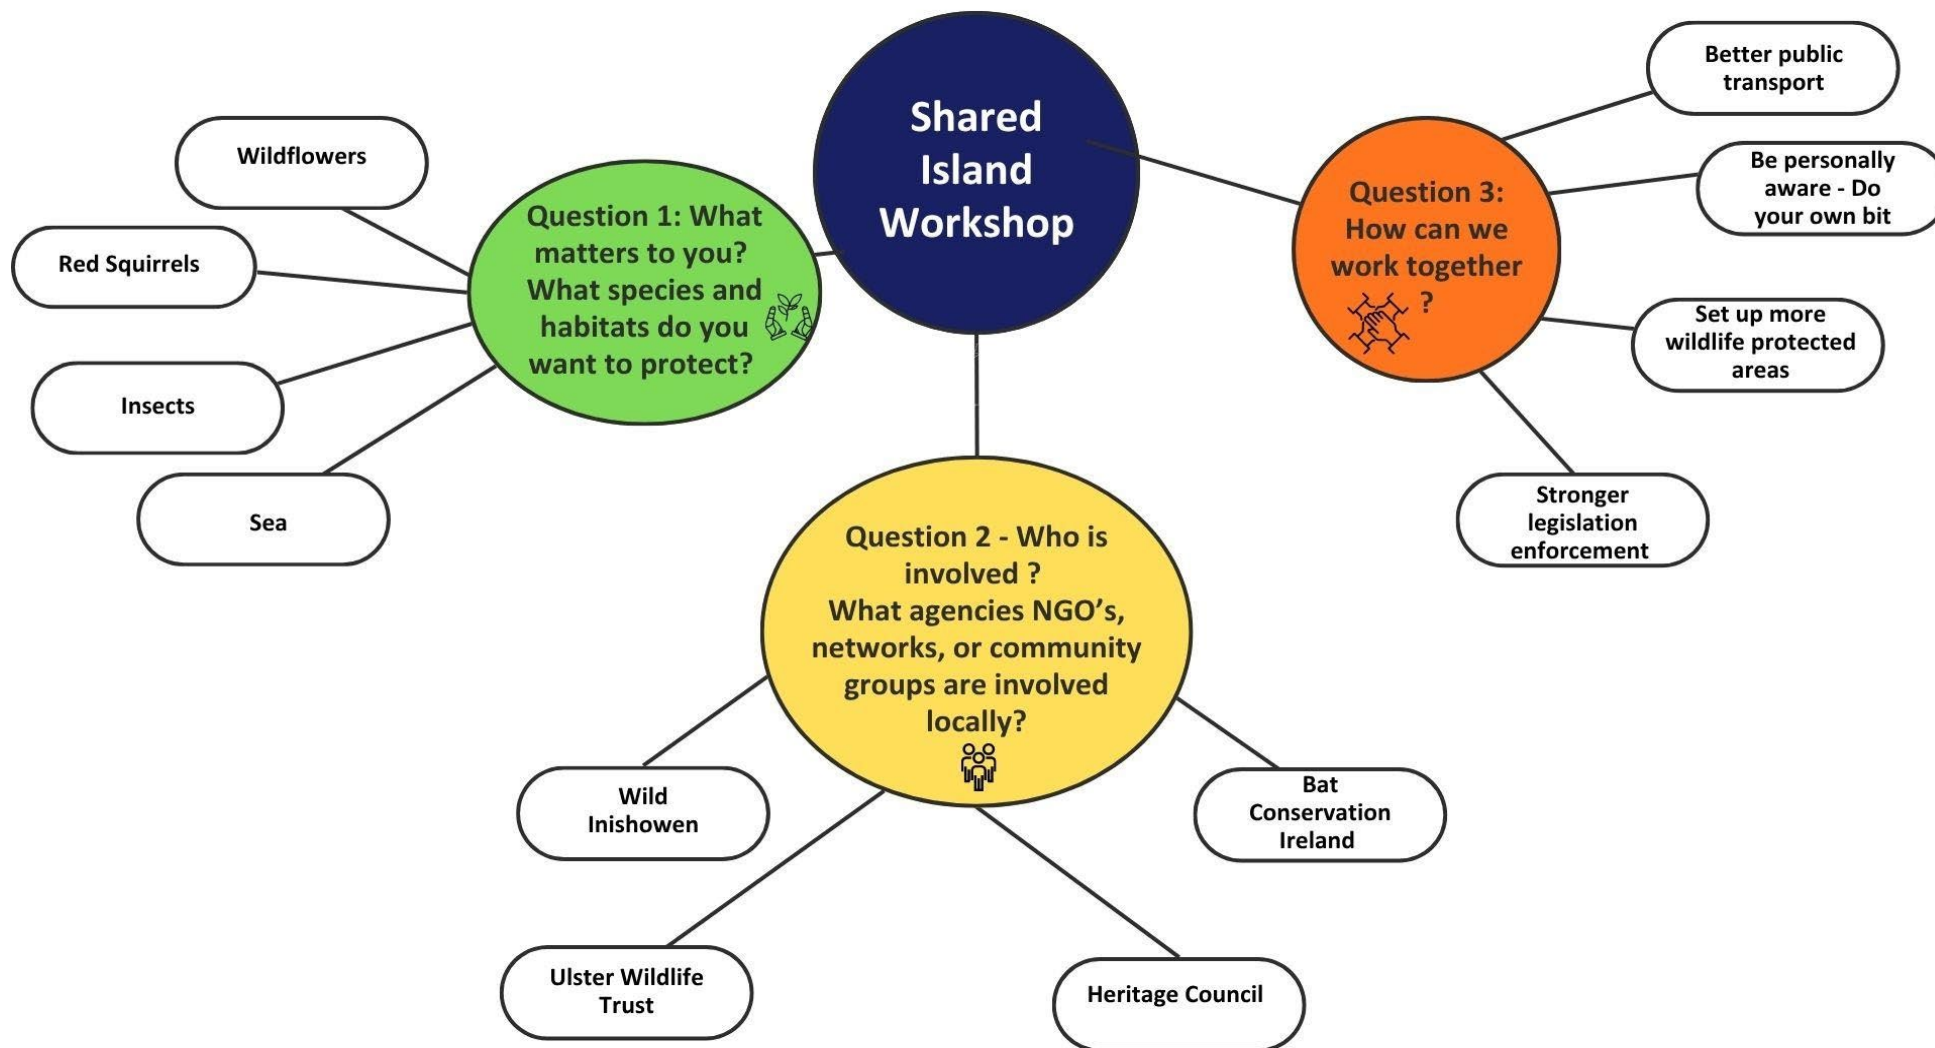 Shared
Island
Workshop
Question 1: What
matters to you?
What species and
habitats do you
want to protect?
Wildflowers
Red Squirrels
Insects
Sea
Question 2 - Who is
involved ?
What agencies NGO’s,
networks, or community
groups are involved
locally?
Wild
Inishowen
Ulster Wildlife
Trust
Heritage Council
Bat
Conservation
Ireland
Question 3:
How can we
work together
?
Better public
transport
Be personally
aware - Do
your own bit
Set up more
wildlife protected
areas
Stronger
legislation
enforcement